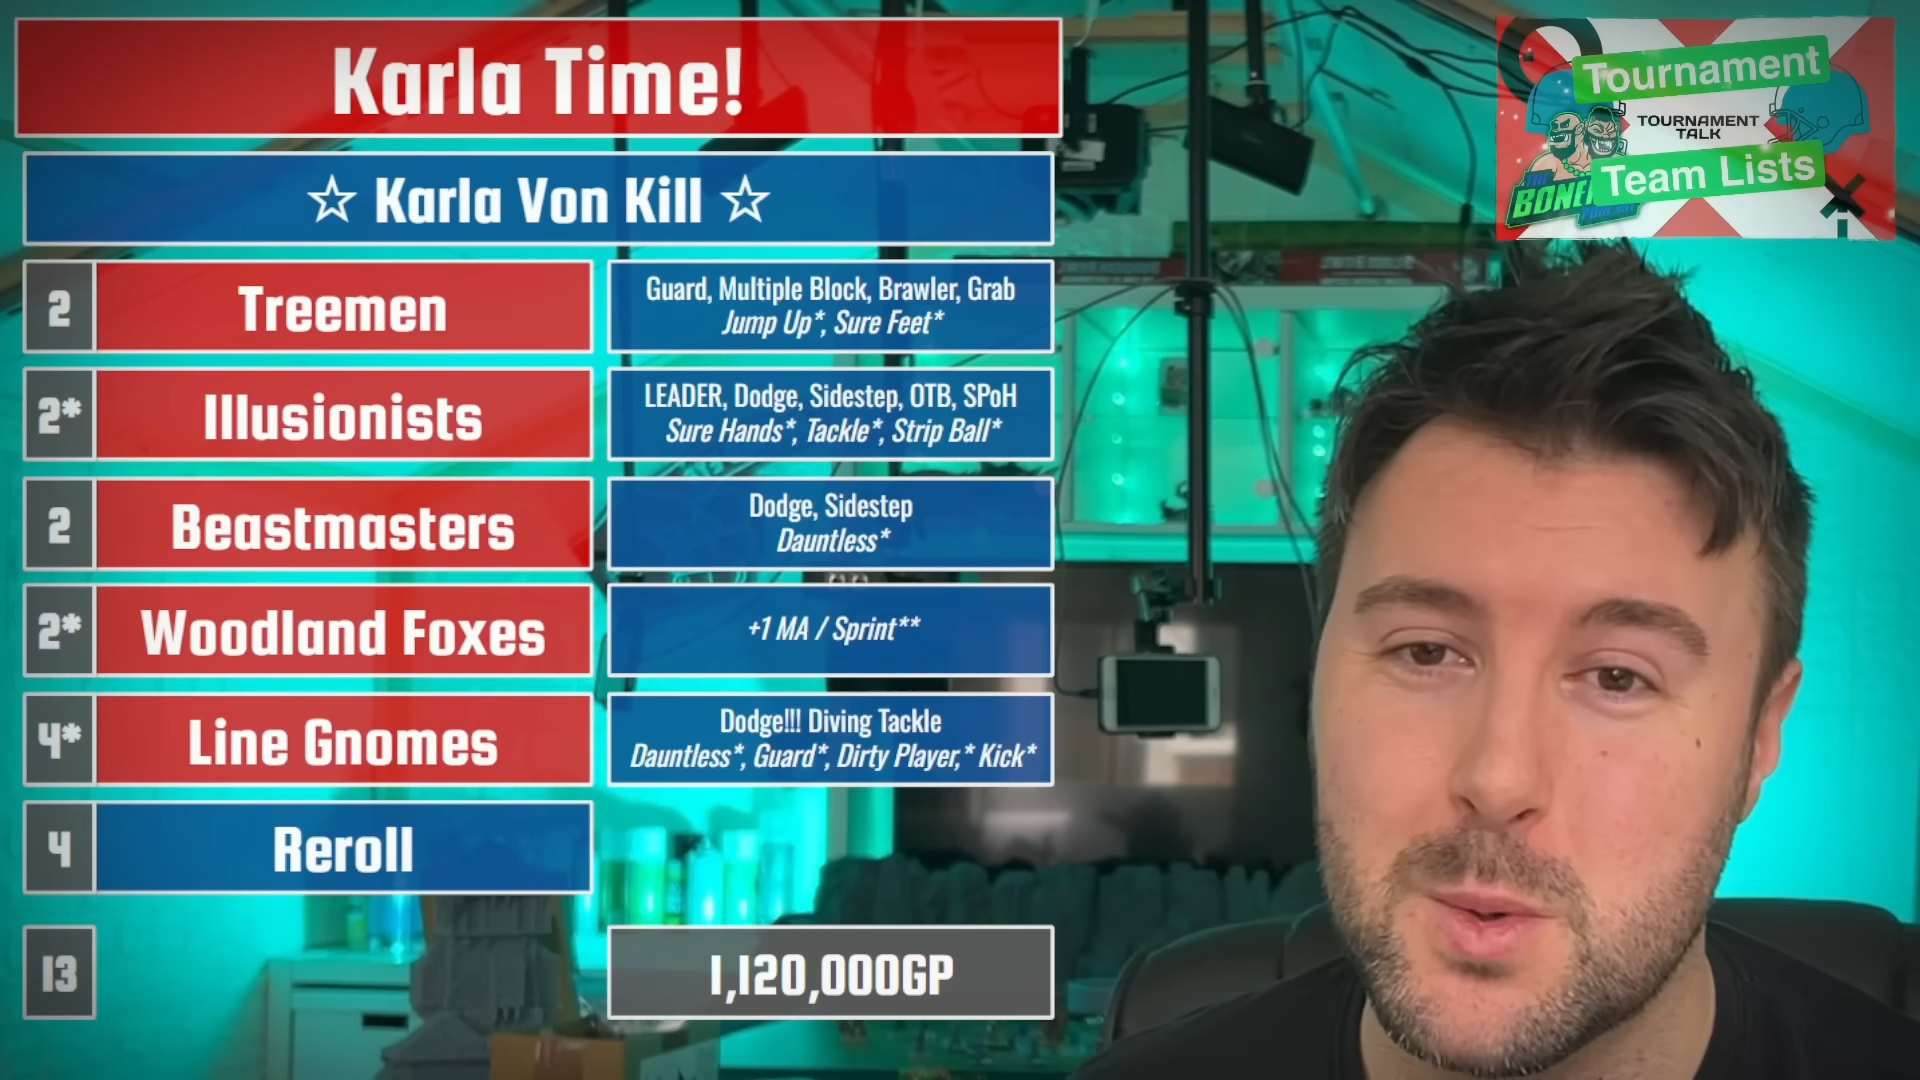 Karla Time!
☆ Karla Von Kill ☆
2 Treemen
Guard, Multiple Block, Brawler, Grab
Jump Up*, Sure Feet*
2* Illusionists
LEADER, Dodge, Sidestep, OTB, SPoH
Sure Hands*, Tackle*, Strip Ball*
2 Beastmasters
Dodge, Sidestep
Dauntless*
2* Woodland Foxes
+1 MA / Sprint**
4* Line Gnomes
Dodge!!! Diving Tackle
Dauntless*, Guard*, Dirty Player,* Kick*
4 Reroll
13
1,120,000GP
Tournament
TOURNAMENT
TALK
Team Lists
THE